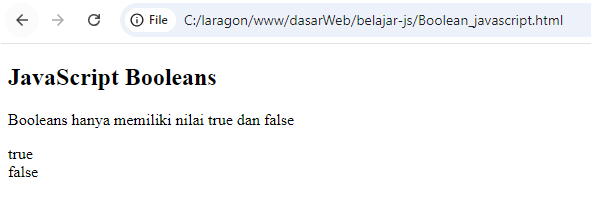 File C:/laragon/www/dasarWeb/belajar-js/Boolean_javascript.html
JavaScript Booleans
Booleans hanya memiliki nilai true dan false
true
false